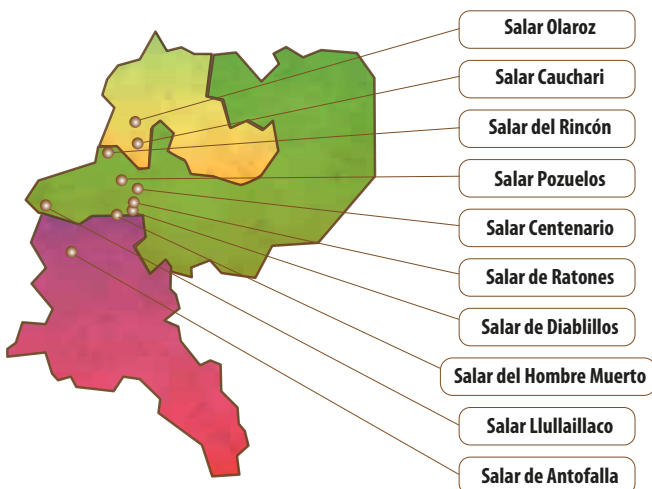 Salar Olaroz
Salar Cauchari
Salar del Rincón
Salar Pozuelos
Salar Centenario
Salar de Ratones
Salar de Diablillos
Salar del Hombre Muerto
Salar Llullaillaco
Salar de Antofalla